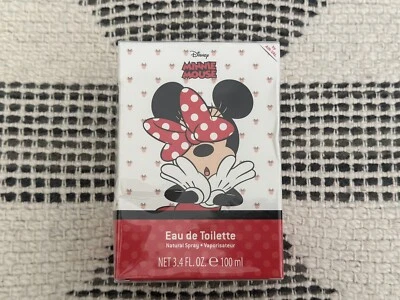 Disney
MINNIE
MOUSE
Eau de Toilette
Natural Spray • Vaporisateur
NET 3.4 FL.OZ. ℮ 100 ml